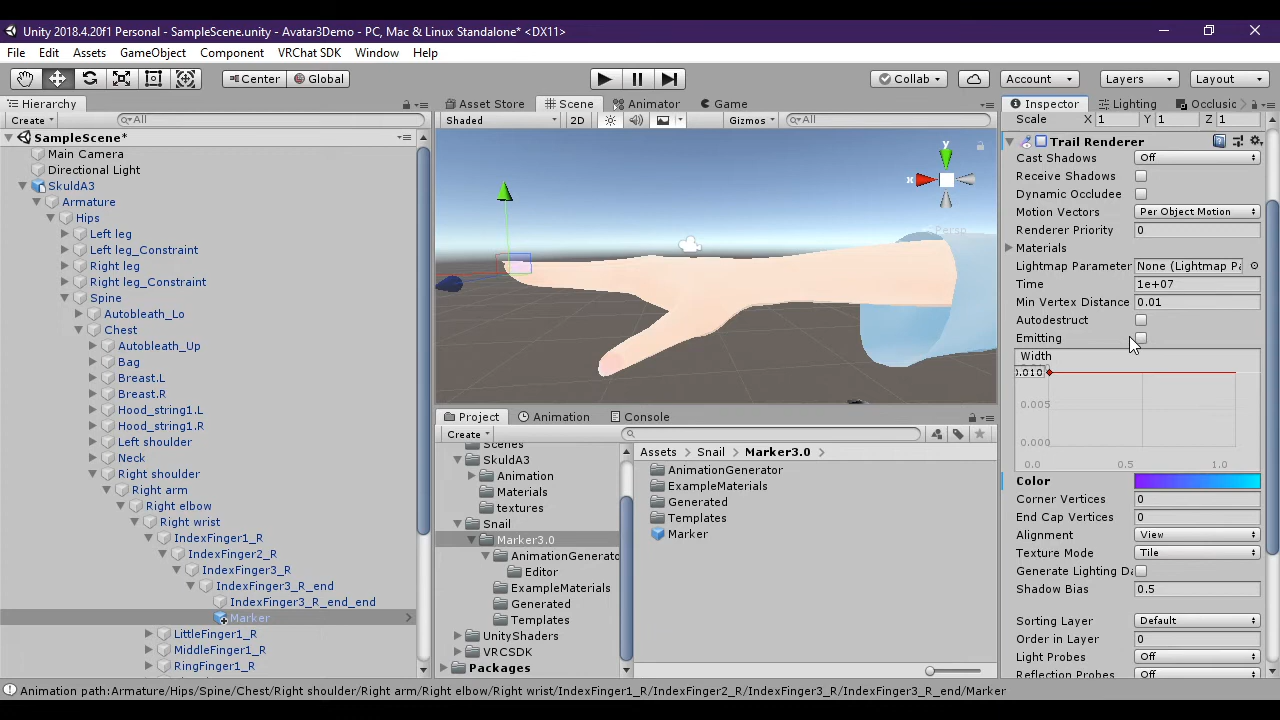 Unity 2018.4.20f1 Personal - SampleScene.unity - Avatar3Demo - PC, Mac & Linux Standalone* <DX11>
File Edit Assets GameObject Component VRChat SDK Window Help
Center Global Collab Account Layers Layout
Hierarchy
Create All
SampleScene*
Main Camera
Directional Light
SkuldA3
Armature
Hips
Left leg
Left leg_Constraint
Right leg
Right leg_Constraint
Spine
Autobleath_Lo
Chest
Autobleath_Up
Bag
Breast.L
Breast.R
Hood_string1.L
Hood_string1.R
Left shoulder
Neck
Right shoulder
Right arm
Right elbow
Right wrist
IndexFinger1_R
IndexFinger2_R
IndexFinger3_R
IndexFinger3_R_end
IndexFinger3_R_end_end
Marker
LittleFinger1_R
MiddleFinger1_R
RingFinger1_R
Asset Store Scene Animator Game
Shaded 2D Gizmos All
y
x
Persp
Project Animation Console
Create
Scenes
SkuldA3
Animation
Materials
textures
Snail
Marker3.0
AnimationGenerato
Editor
ExampleMaterials
Generated
Templates
UnityShaders
VRCSDK
Packages
Assets Snail Marker3.0
AnimationGenerator
ExampleMaterials
Generated
Templates
Marker
Inspector Lighting Occlusic
Scale X 1 Y 1 Z 1
Trail Renderer
Cast Shadows Off
Receive Shadows
Dynamic Occludee
Motion Vectors Per Object Motion
Renderer Priority 0
Materials
Lightmap Parameter None (Lightmap Pa
Time 1e+07
Min Vertex Distance 0.01
Autodestruct
Emitting
Width
0.010
0.005
0.000
0.0 0.5 1.0
Color
Corner Vertices 0
End Cap Vertices 0
Alignment View
Texture Mode Tile
Generate Lighting Da
Shadow Bias 0.5
Sorting Layer Default
Order in Layer 0
Light Probes Off
Reflection Probes Off
Animation path:Armature/Hips/Spine/Chest/Right shoulder/Right arm/Right elbow/Right wrist/IndexFinger1_R/IndexFinger2_R/IndexFinger3_R/IndexFinger3_R_end/Marker